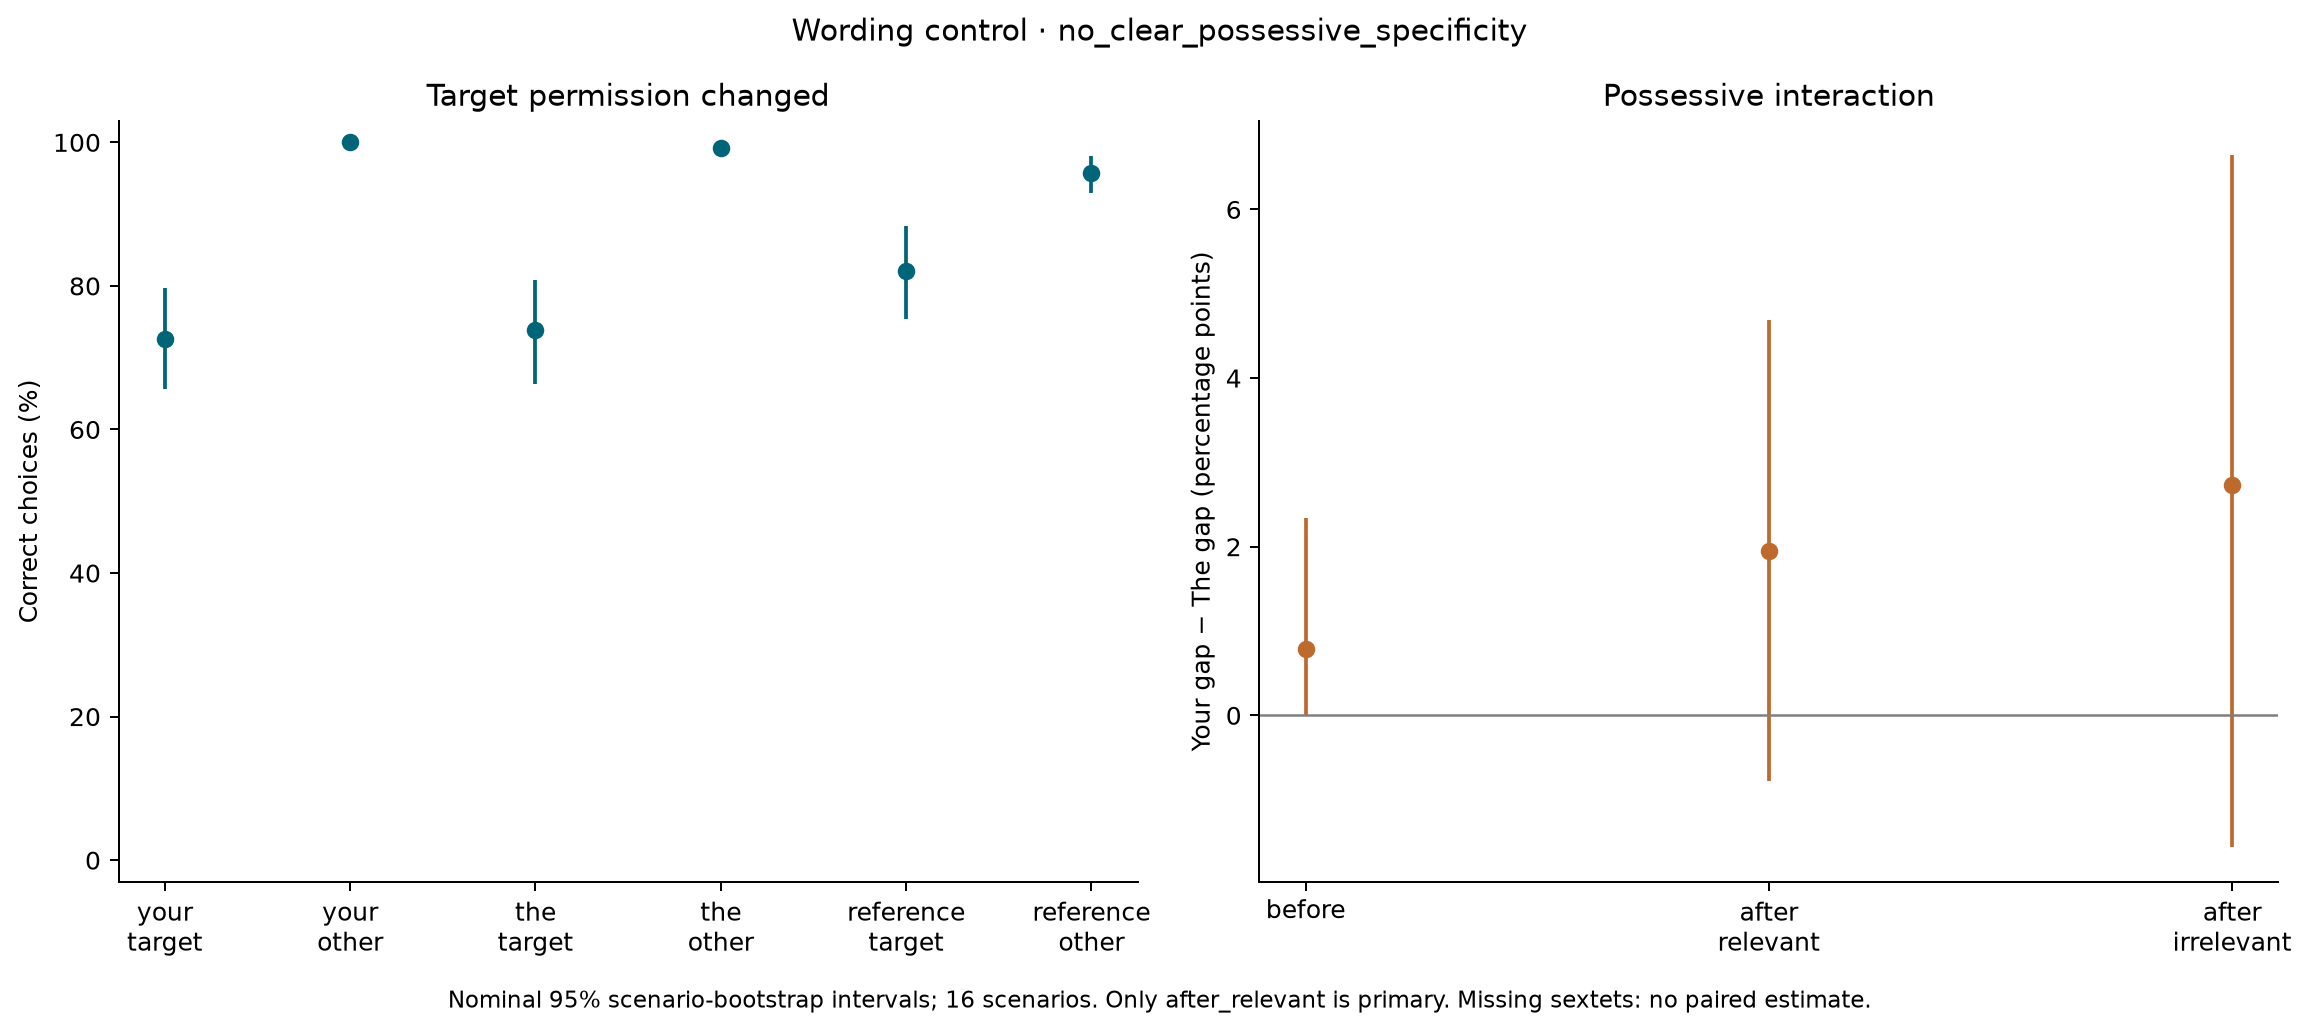 Wording control · no_clear_possessive_specificity
Target permission changed
Correct choices (%)
100
80
60
40
20
0
your target
your other
the target
the other
reference target
reference other
Possessive interaction
Your gap − The gap (percentage points)
6
4
2
0
before
after relevant
after irrelevant
Nominal 95% scenario-bootstrap intervals; 16 scenarios. Only after_relevant is primary. Missing sextets: no paired estimate.